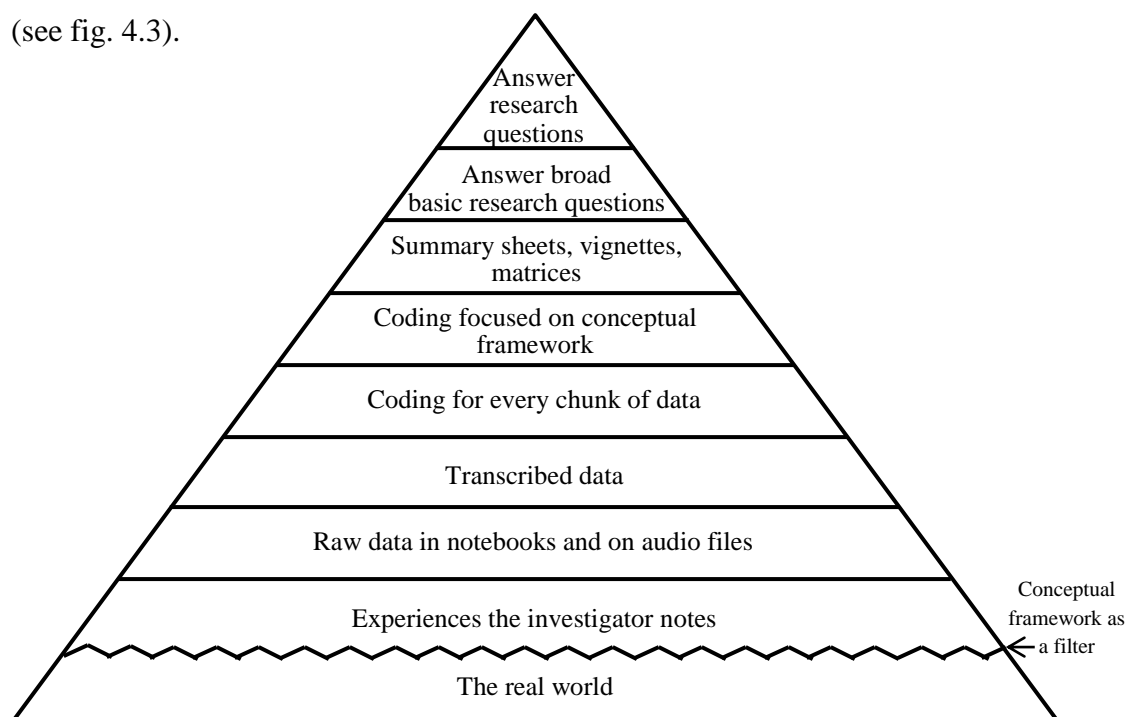 (see fig. 4.3).
Answer
research
questions
Answer broad
basic research questions
Summary sheets, vignettes,
matrices
Coding focused on conceptual
framework
Coding for every chunk of data
Transcribed data
Raw data in notebooks and on audio files
Experiences the investigator notes
Conceptual
framework as
a filter
The real world